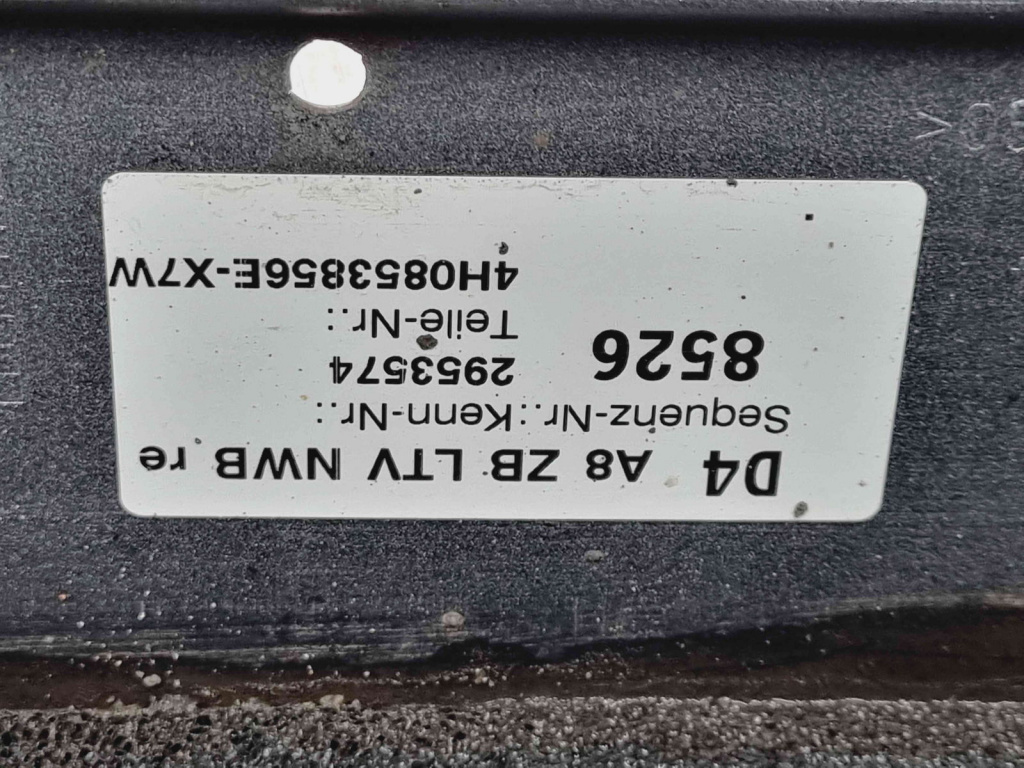 D4 A8 ZB LTV NWB re
Sequenz-Nr.: Kenn-Nr.:
8526 2953574
Teile-Nr.:
4H0853856E-X7W